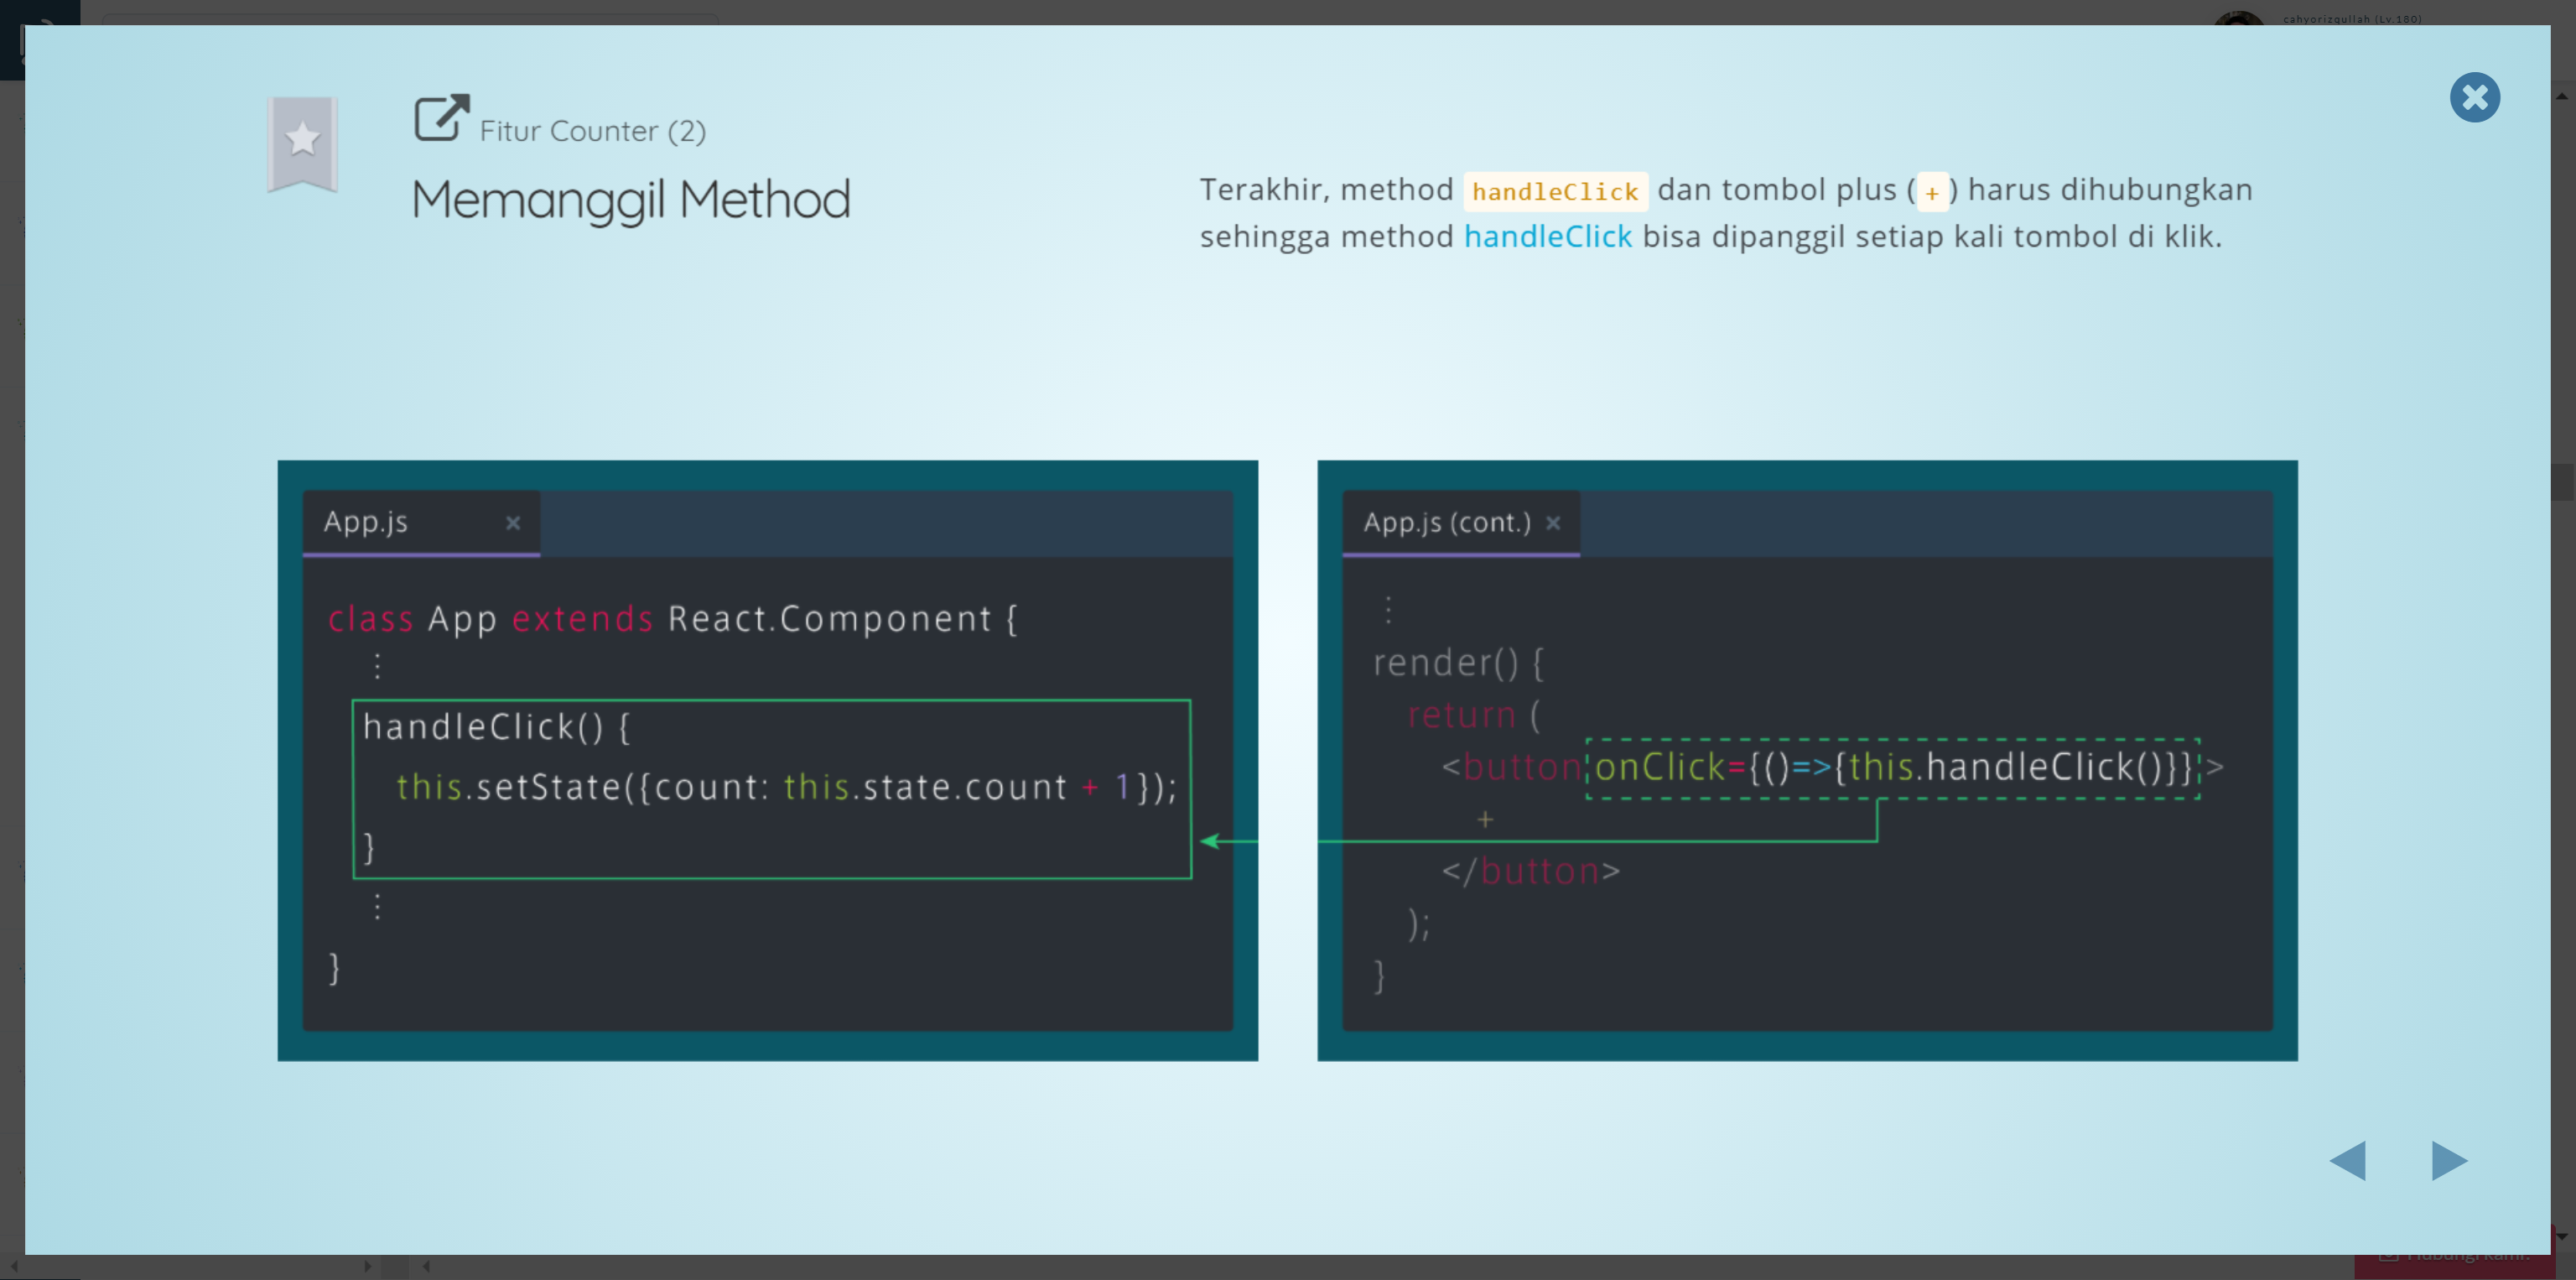 cahyorizqullah (Lv.180)
Fitur Counter (2)
Memanggil Method
Terakhir, method handleClick dan tombol plus (+) harus dihubungkan
sehingga method handleClick bisa dipanggil setiap kali tombol di klik.
App.js ×
class App extends React.Component {
⋮
handleClick() {
this.setState({count: this.state.count + 1});
}
⋮
}
App.js (cont.) ×
⋮
render() {
return (
<button onClick={()=>{this.handleClick()}}>
+
</button>
);
}
Hubungi kami!